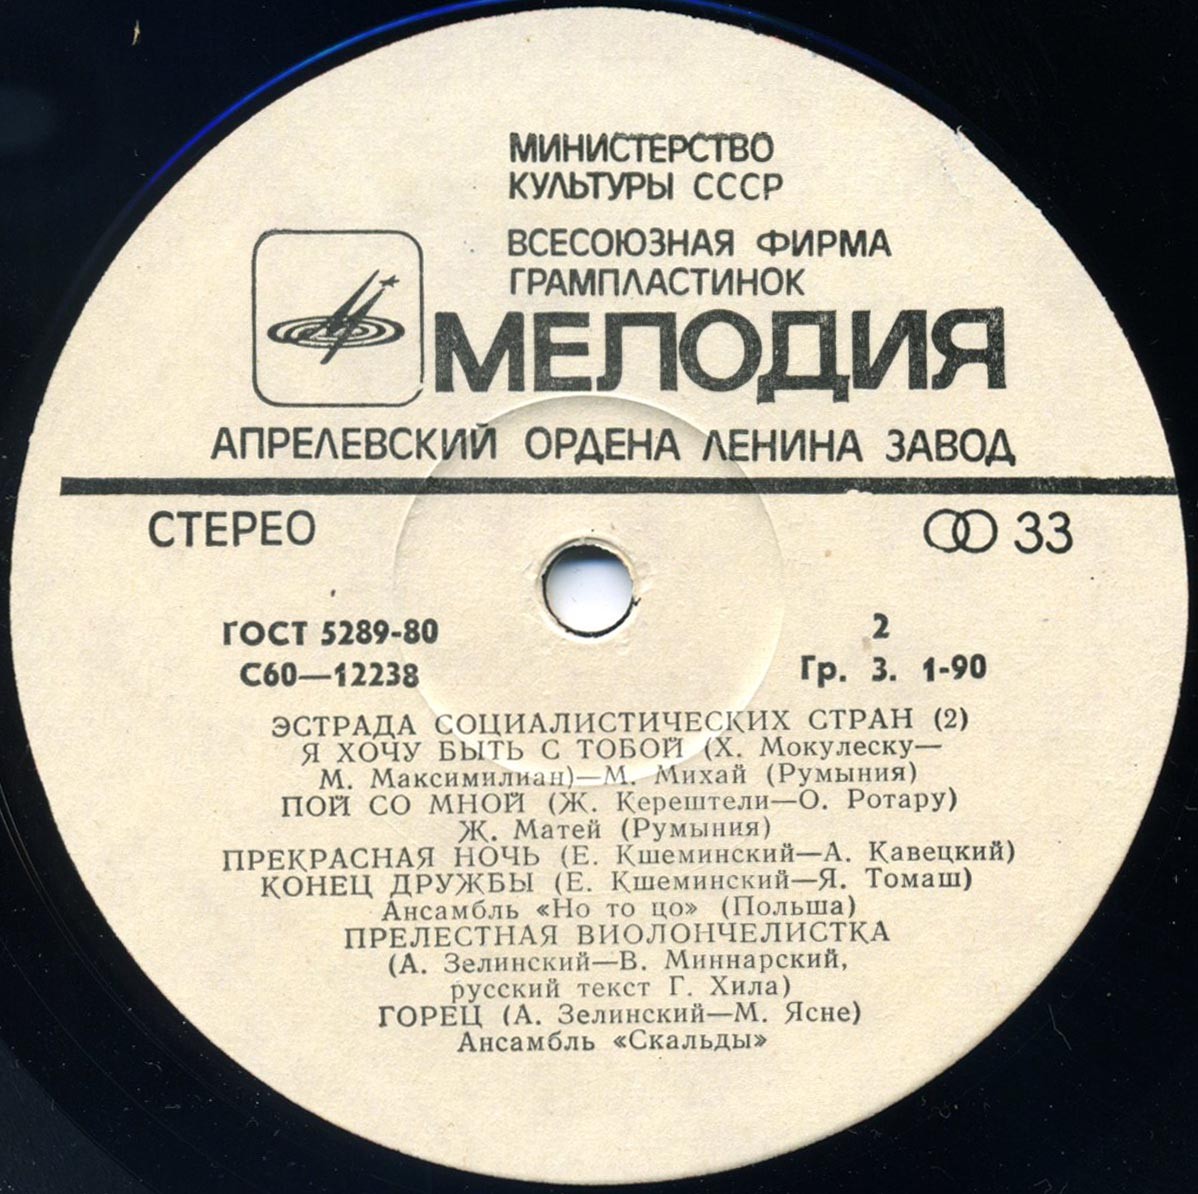 МИНИСТЕРСТВО
КУЛЬТУРЫ СССР
ВСЕСОЮЗНАЯ ФИРМА
ГРАМПЛАСТИНОК
МЕЛОДИЯ
АПРЕЛЕВСКИЙ ОРДЕНА ЛЕНИНА ЗАВОД
СТЕРЕО 33
ГОСТ 5289-80 2
С60—12238 Гр. 3. 1-90
ЭСТРАДА СОЦИАЛИСТИЧЕСКИХ СТРАН (2)
Я ХОЧУ БЫТЬ С ТОБОЙ (Х. Мокулеску—
М. Максимилиан)—М. Михай (Румыния)
ПОЙ СО МНОЙ (Ж. Керештели—О. Ротару)
Ж. Матей (Румыния)
ПРЕКРАСНАЯ НОЧЬ (Е. Кшеминский—А. Кавецкий)
КОНЕЦ ДРУЖБЫ (Е. Кшеминский—Я. Томаш)
Ансамбль «Но то цо» (Польша)
ПРЕЛЕСТНАЯ ВИОЛОНЧЕЛИСТКА
(А. Зелинский—В. Миннарский,
русский текст Г. Хила)
ГОРЕЦ (А. Зелинский—М. Ясне)
Ансамбль «Скальды»